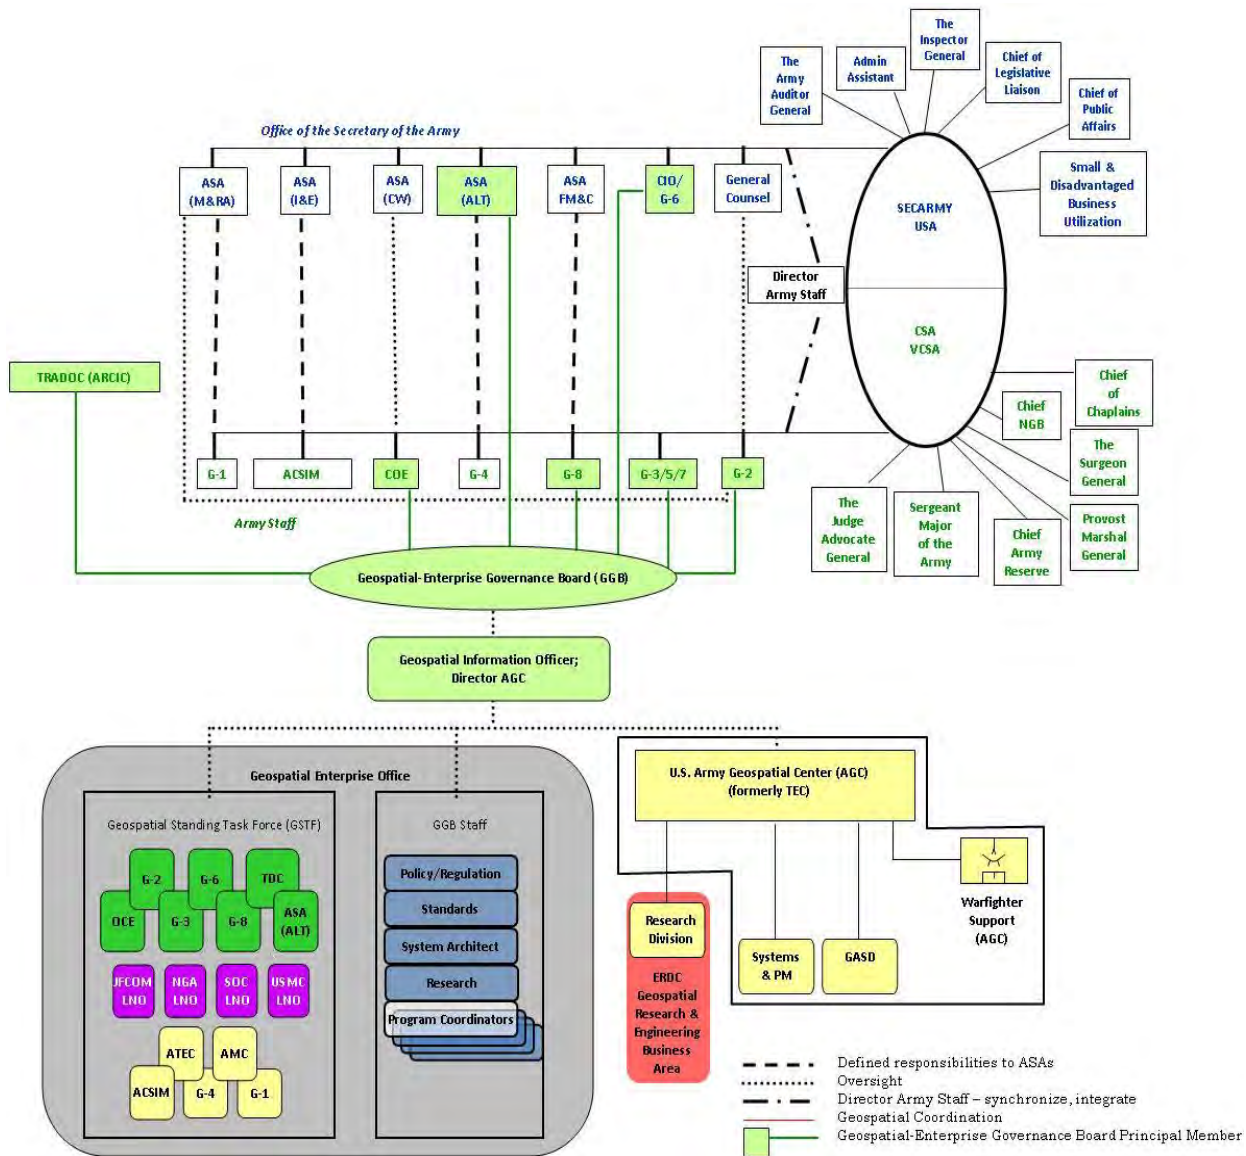 The
Inspector
General
Admin
Assistant
The
Army
Auditor
General
Chief of
Legislative
Liaison
Chief of
Public
Affairs
Small &
Disadvantaged
Business
Utilization
Office of the Secretary of the Army
ASA
(M&RA)
ASA
(I&E)
ASA
(CW)
ASA
(ALT)
ASA
FM&C
CIO/
G-6
General
Counsel
SECARMY
USA
Director
Army Staff
CSA
VCSA
TRADOC (ARCIC)
Chief
of
Chaplains
Chief
NGB
The
Surgeon
General
Provost
Marshal
General
Chief
Army
Reserve
Sergeant
Major
of the
Army
The
Judge
Advocate
General
G-1
ACSIM
COE
G-4
G-8
G-3/5/7
G-2
Army Staff
Geospatial-Enterprise Governance Board (GGB)
Geospatial Information Officer;
Director AGC
Geospatial Enterprise Office
Geospatial Standing Task Force (GSTF)
G-2
G-6
TDC
OCE
G-3
G-8
ASA
(ALT)
JFCOM
LNO
NGA
LNO
SOC
LNO
USMC
LNO
ATEC
AMC
ACSIM
G-4
G-1
GGB Staff
Policy/Regulation
Standards
System Architect
Research
Program Coordinators
U.S. Army Geospatial Center (AGC)
(formerly TEC)
Research
Division
ERDC
Geospatial
Research &
Engineering
Business
Area
Systems
& PM
GASD
Warfighter
Support
(AGC)
Defined responsibilities to ASAs
Oversight
Director Army Staff – synchronize, integrate
Geospatial Coordination
Geospatial-Enterprise Governance Board Principal Member